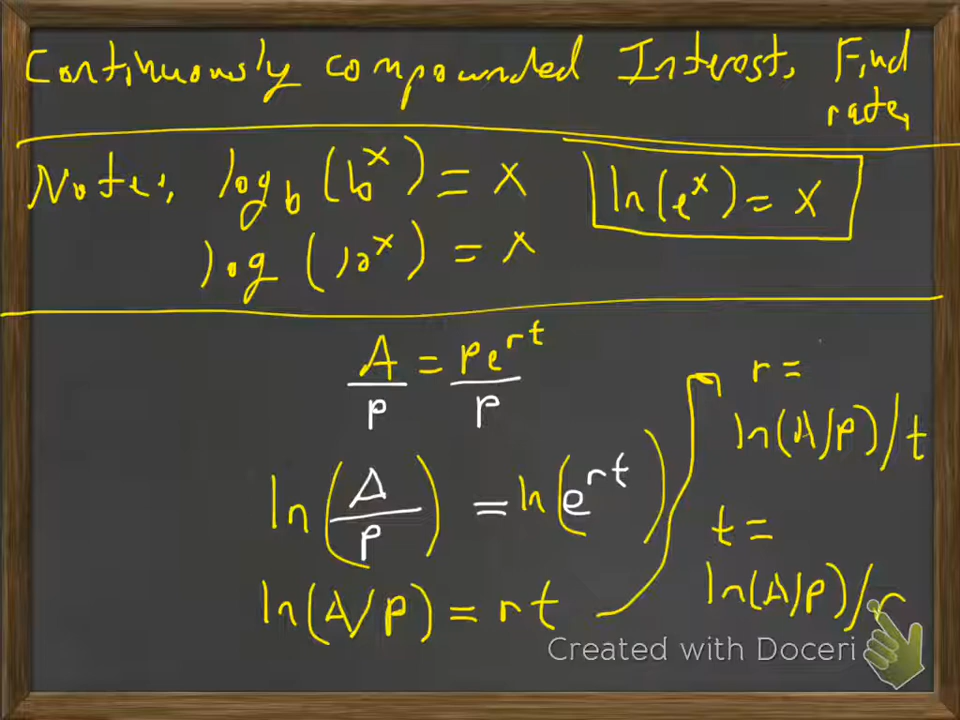 Continuously compounded Interest, Find
rate,
Note, log_b (b^x) = x
ln(e^x) = x
log (10^x) = x
A/P = Pe^rt/P
ln(A/P) = ln(e^rt)
ln(A/P) = rt
r =
ln(A/P)/t
t =
ln(A/P)/r
Created with Doceri